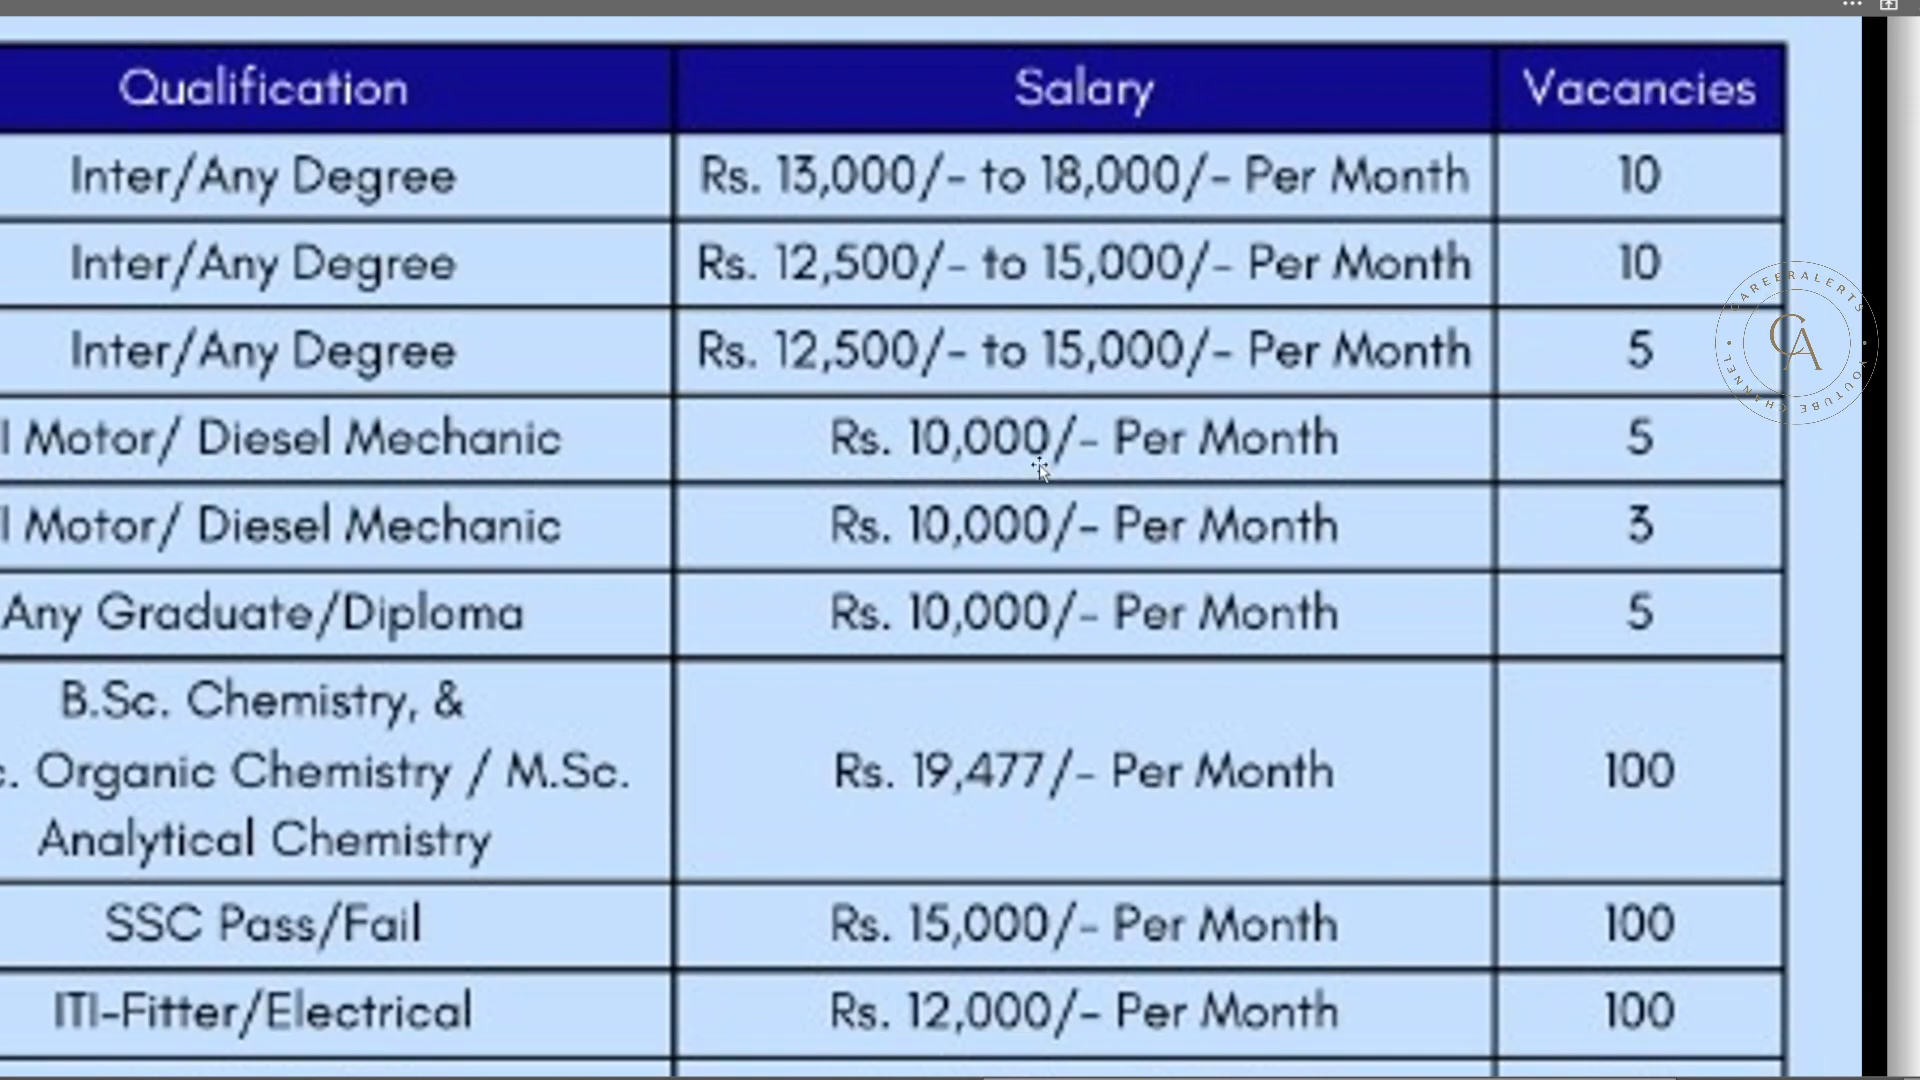 Qualification Salary Vacancies
Inter/Any Degree Rs. 13,000/- to 18,000/- Per Month 10
Inter/Any Degree Rs. 12,500/- to 15,000/- Per Month 10
Inter/Any Degree Rs. 12,500/- to 15,000/- Per Month 5
I Motor/ Diesel Mechanic Rs. 10,000/- Per Month 5
I Motor/ Diesel Mechanic Rs. 10,000/- Per Month 3
Any Graduate/Diploma Rs. 10,000/- Per Month 5
B.Sc. Chemistry, &
c. Organic Chemistry / M.Sc.
Analytical Chemistry
Rs. 19,477/- Per Month 100
SSC Pass/Fail Rs. 15,000/- Per Month 100
ITI-Fitter/Electrical Rs. 12,000/- Per Month 100
CAREERALERTS
CA
YOUTUBE CHANNEL